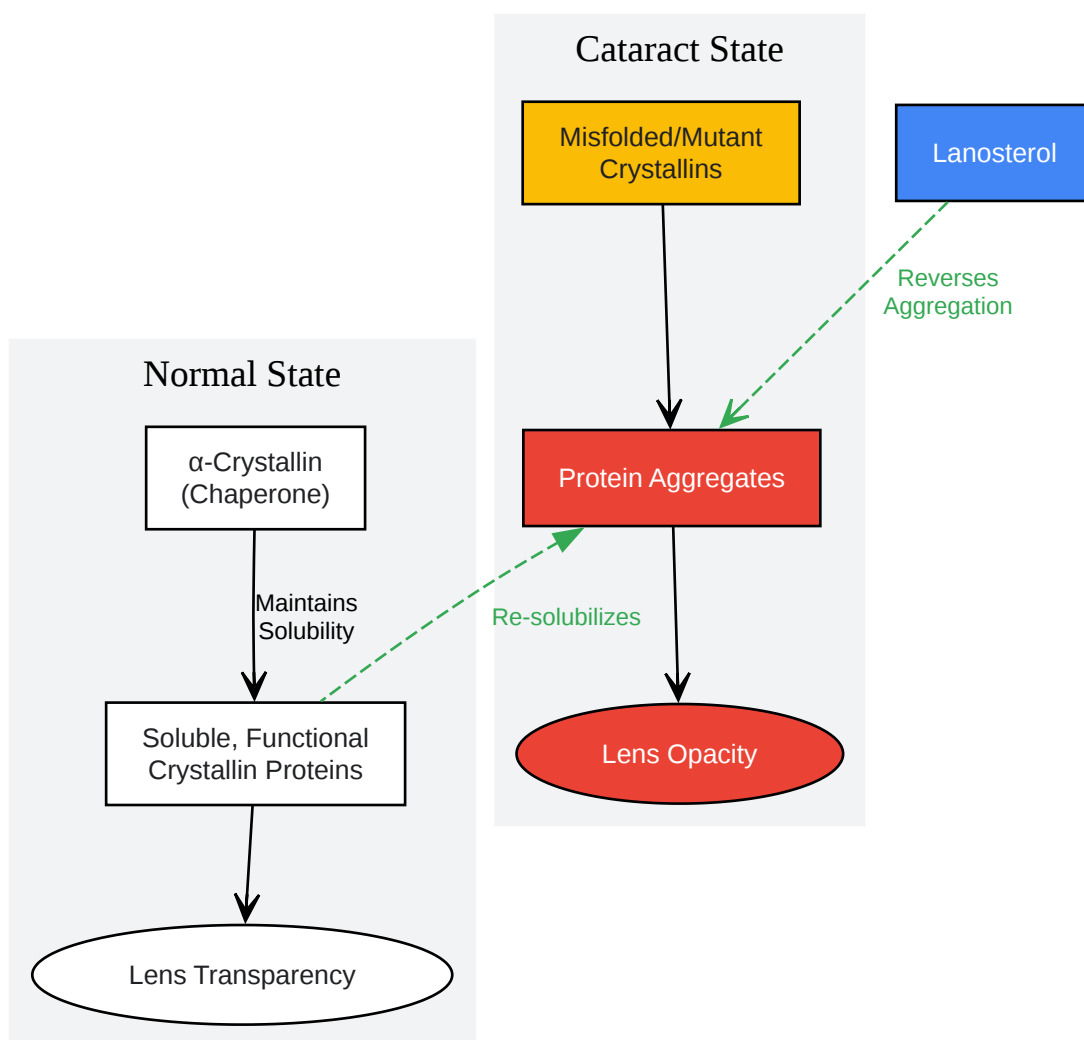 Cataract State
Misfolded/Mutant
Crystallins
Lanosterol
Reverses
Aggregation
Normal State
α-Crystallin
(Chaperone)
Protein Aggregates
Maintains
Solubility
Re-solubilizes
Soluble, Functional
Crystallin Proteins
Lens Opacity
Lens Transparency